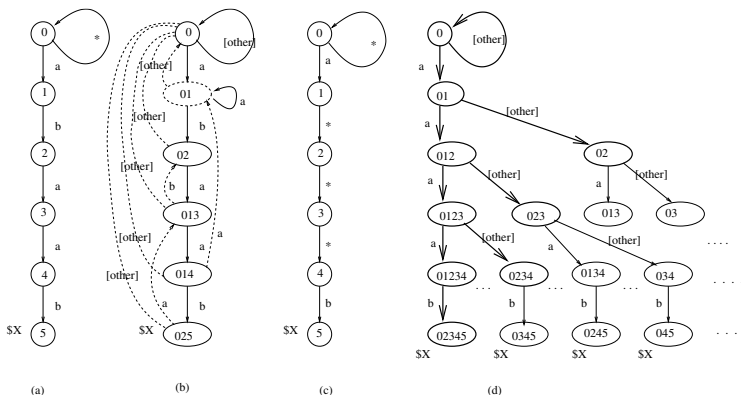 0
*
a
1
b
2
a
3
a
4
b
$X 5
(a)
0
[other]
a
[other]
01
a
b
[other]
02
b
a
[other]
013
a
a
[other]
014
[other]
a
b
$X 025
(b)
0
*
a
1
*
2
*
3
*
4
b
$X 5
(c)
0
[other]
a
01
[other]
a
012
02
[other]
a
[other]
a
0123
023
013
03
a
[other]
a
[other]
. . . .
01234
. . .
0234
. . .
0134
. . .
034
. . .
b
b
b
b
02345
0345
0245
045
. . .
$X
$X
$X
$X
(d)